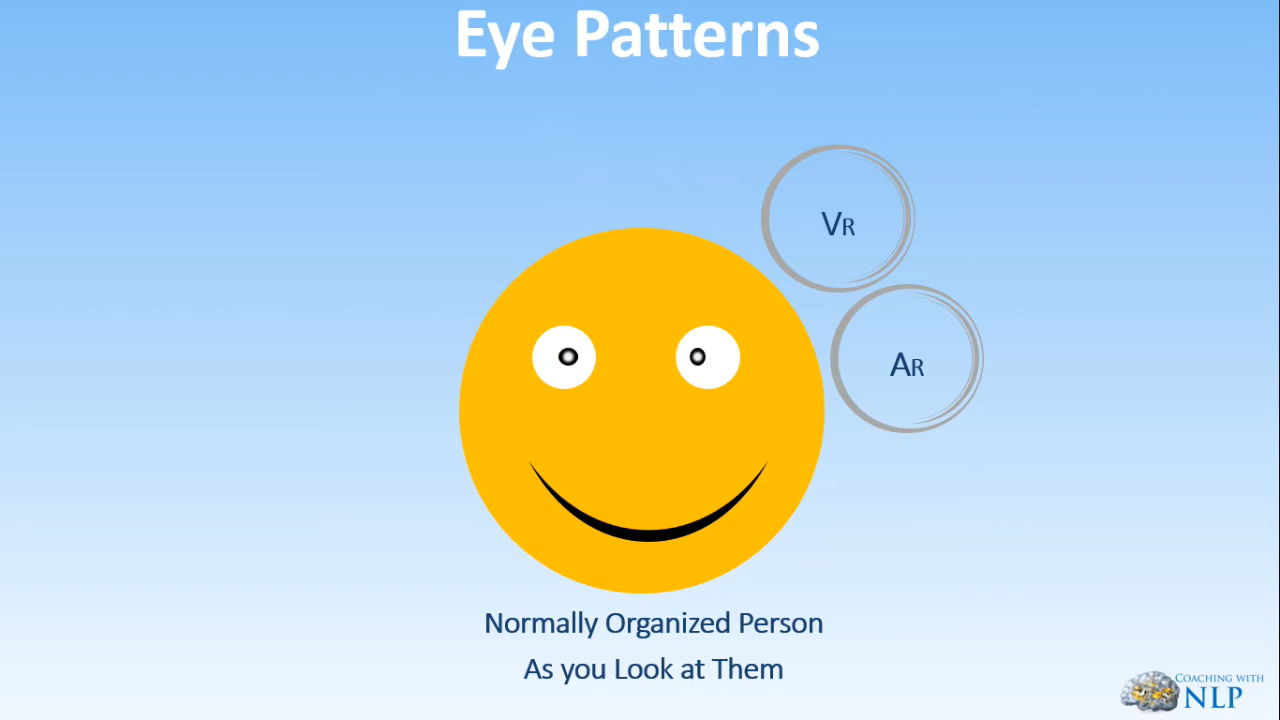 Eye Patterns
VR
AR
Normally Organized Person
As you Look at Them
COACHING WITH
NLP